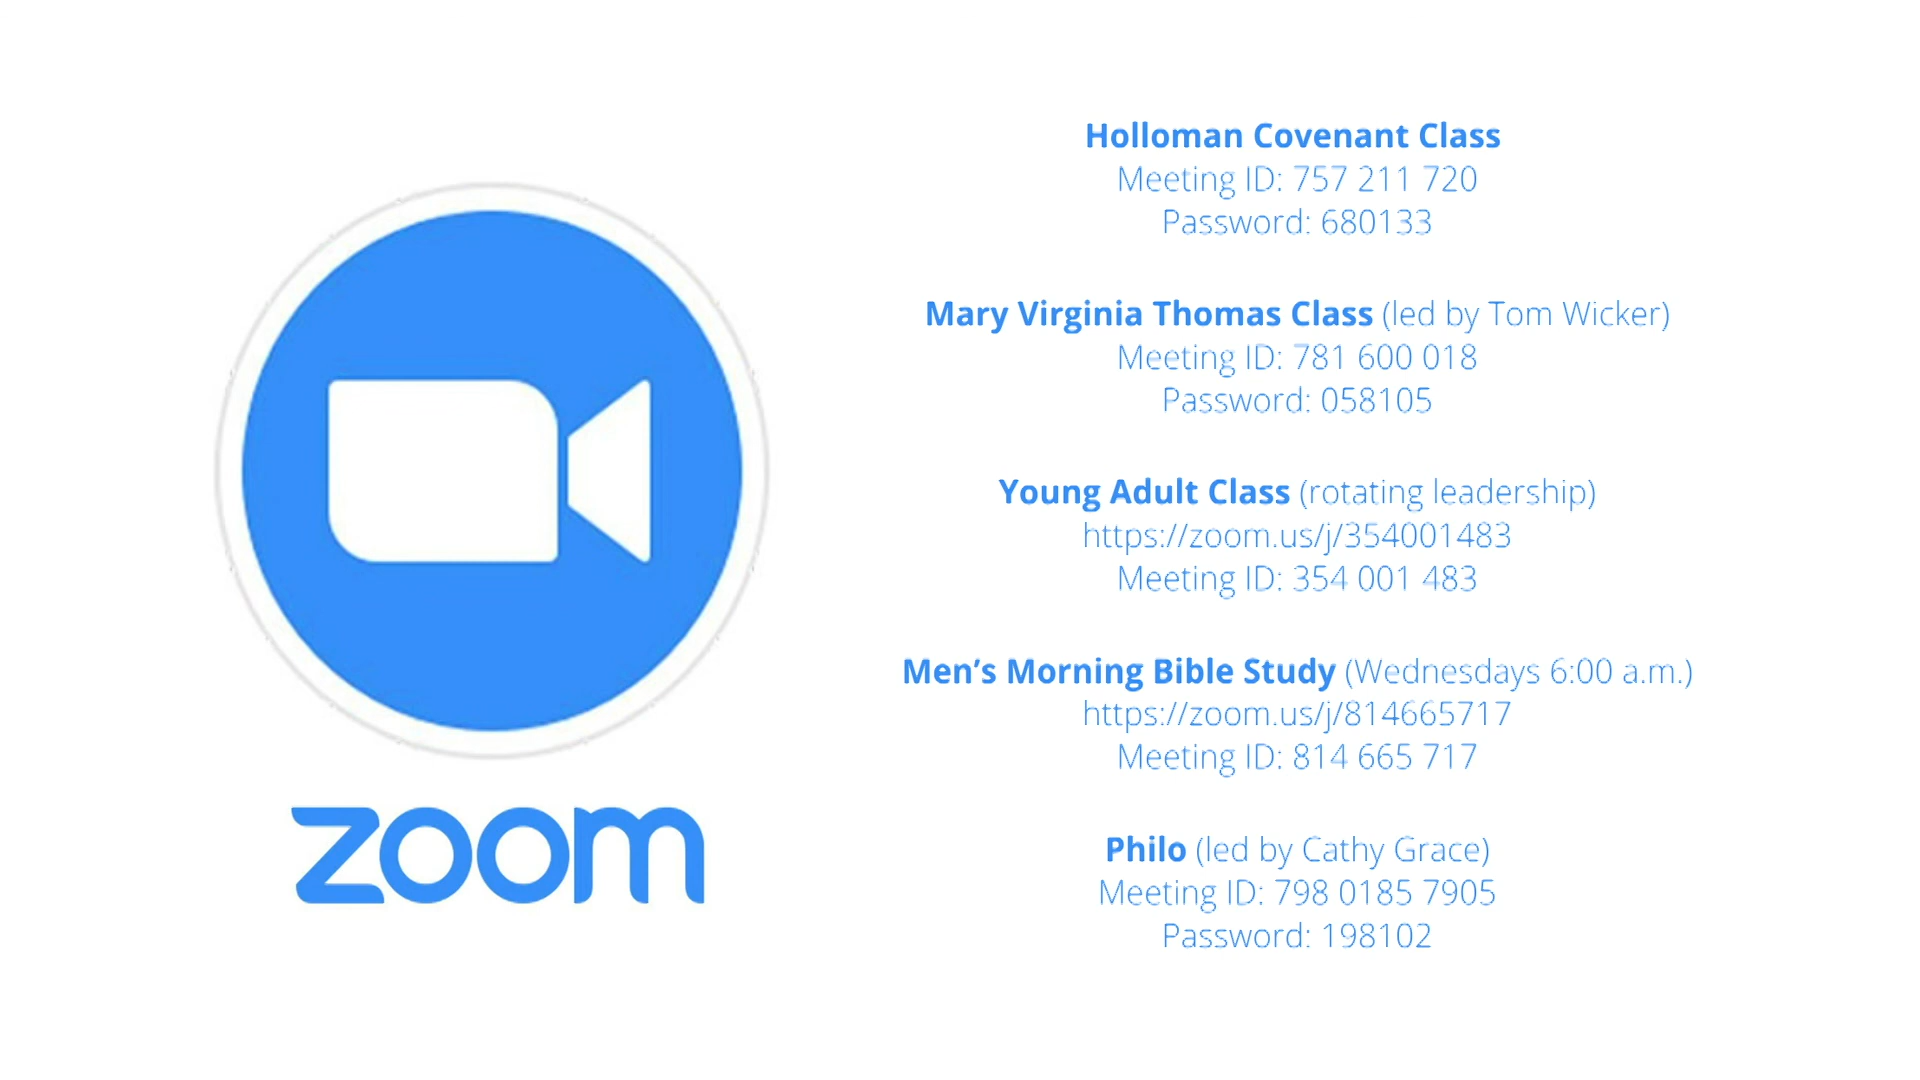 zoom
Holloman Covenant Class
Meeting ID: 757 211 720
Password: 680133
Mary Virginia Thomas Class (led by Tom Wicker)
Meeting ID: 781 600 018
Password: 058105
Young Adult Class (rotating leadership)
https://zoom.us/j/354001483
Meeting ID: 354 001 483
Men’s Morning Bible Study (Wednesdays 6:00 a.m.)
https://zoom.us/j/814665717
Meeting ID: 814 665 717
Philo (led by Cathy Grace)
Meeting ID: 798 0185 7905
Password: 198102